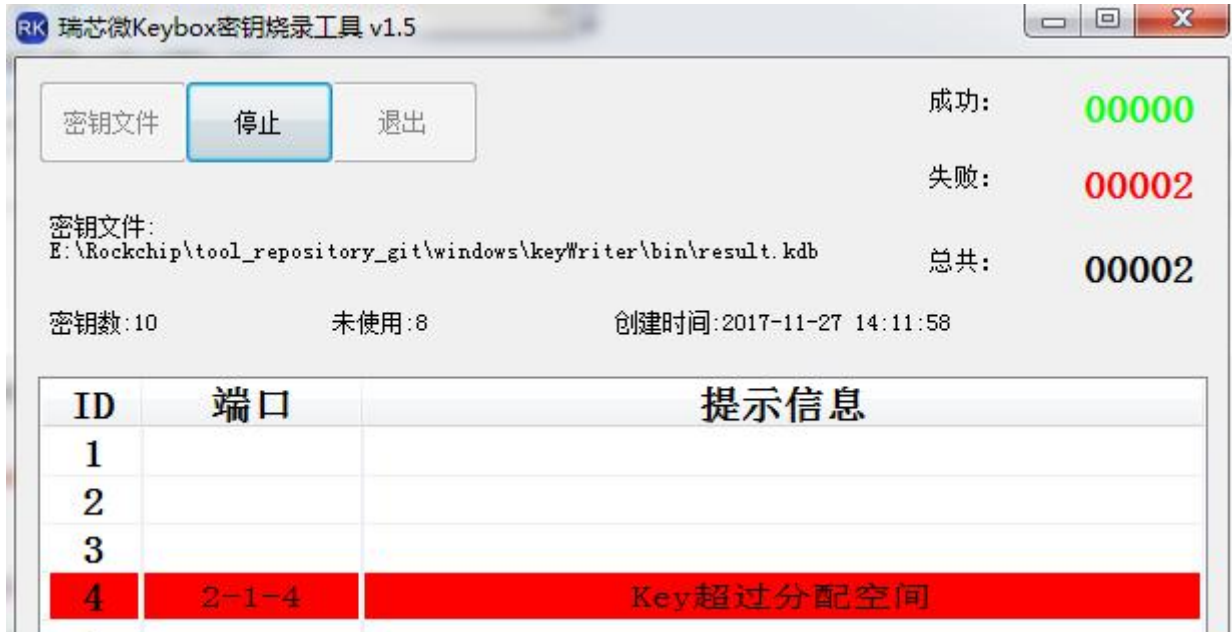 RK 瑞芯微Keybox密钥烧录工具 v1.5
密钥文件 停止 退出
成功: 00000
失败: 00002
密钥文件:
E:\Rockchip\tool_repository_git\windows\keyWriter\bin\result.kdb
总共: 00002
密钥数:10 未使用:8 创建时间:2017-11-27 14:11:58
ID 端口 提示信息
1
2
3
4 2-1-4 Key超过分配空间